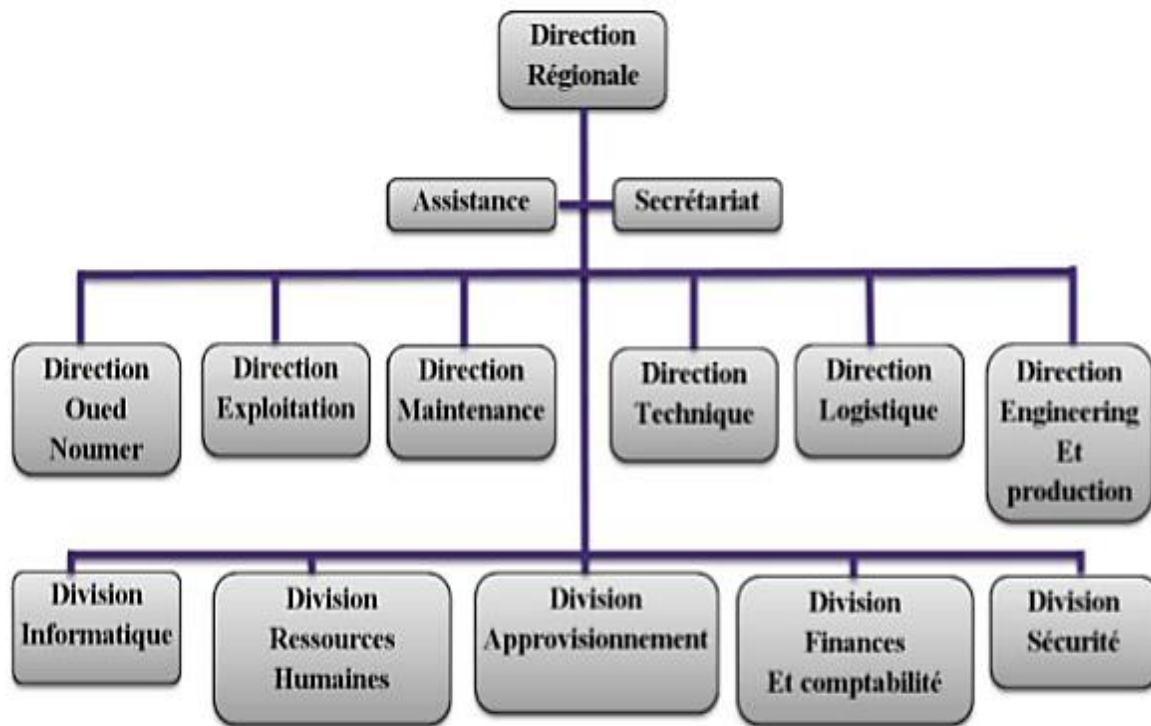 Direction
Régionale
Assistance
Secrétariat
Direction
Oued
Noumer
Direction
Exploitation
Direction
Maintenance
Direction
Technique
Direction
Logistique
Direction
Engineering
Et
production
Division
Informatique
Division
Ressources
Humaines
Division
Approvisionnement
Division
Finances
Et comptabilité
Division
Sécurité